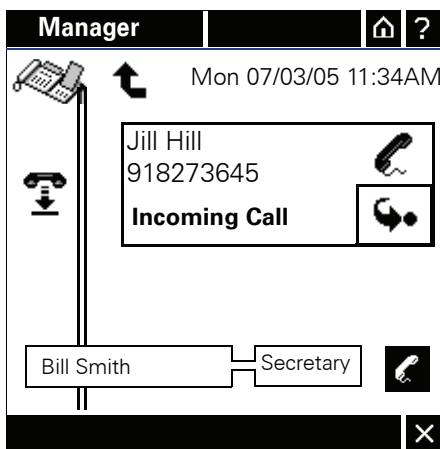 Manager ?
Mon 07/03/05 11:34AM
Jill Hill
918273645
Incoming Call
Bill Smith Secretary